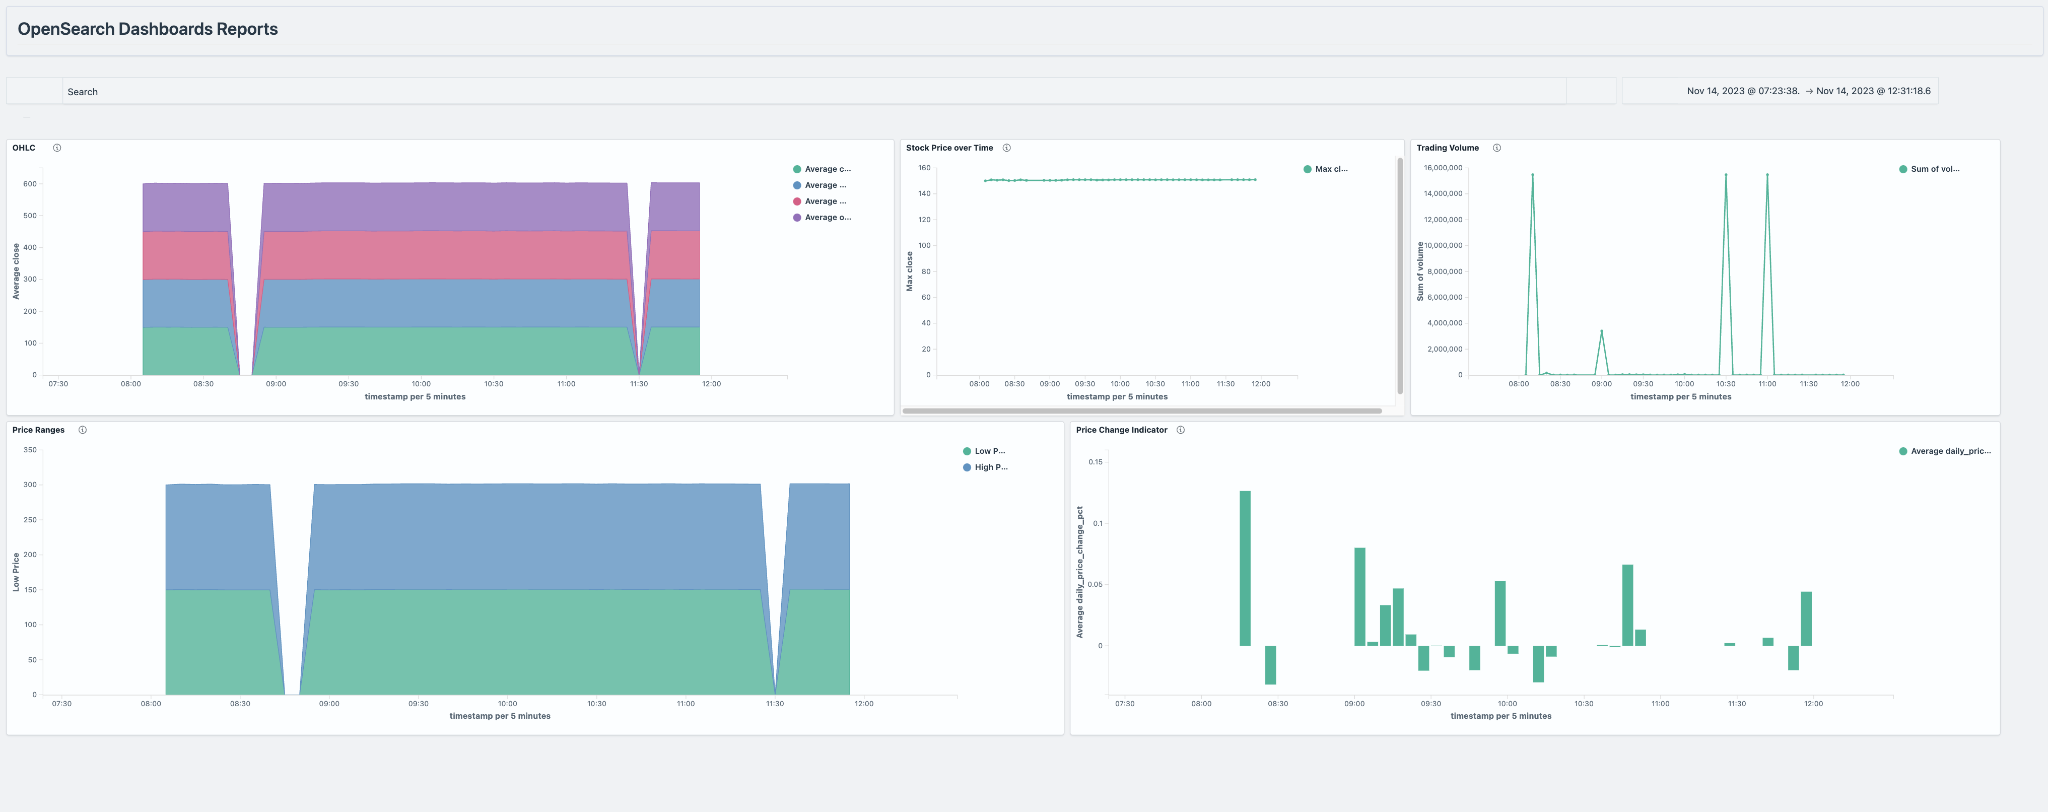 OpenSearch Dashboards Reports
Search
Nov 14, 2023 @ 07:23:38. → Nov 14, 2023 @ 12:31:18.6
OHLC
600
500
400
300
200
100
0
Average close
07:30 08:00 08:30 09:00 09:30 10:00 10:30 11:00 11:30 12:00
timestamp per 5 minutes
Average c...
Average ...
Average ...
Average o...
Stock Price over Time
160
140
120
100
80
60
40
20
0
Max close
08:00 08:30 09:00 09:30 10:00 10:30 11:00 11:30 12:00
timestamp per 5 minutes
Max cl...
Trading Volume
16,000,000
14,000,000
12,000,000
10,000,000
8,000,000
6,000,000
4,000,000
2,000,000
0
Sum of volume
08:00 08:30 09:00 09:30 10:00 10:30 11:00 11:30 12:00
timestamp per 5 minutes
Sum of vol...
Price Ranges
350
300
250
200
150
100
50
0
Low Price
07:30 08:00 08:30 09:00 09:30 10:00 10:30 11:00 11:30 12:00
timestamp per 5 minutes
Low P...
High P...
Price Change Indicator
0.15
0.1
0.05
0
Average daily_price_change_pct
07:30 08:00 08:30 09:00 09:30 10:00 10:30 11:00 11:30 12:00
timestamp per 5 minutes
Average daily_pric...